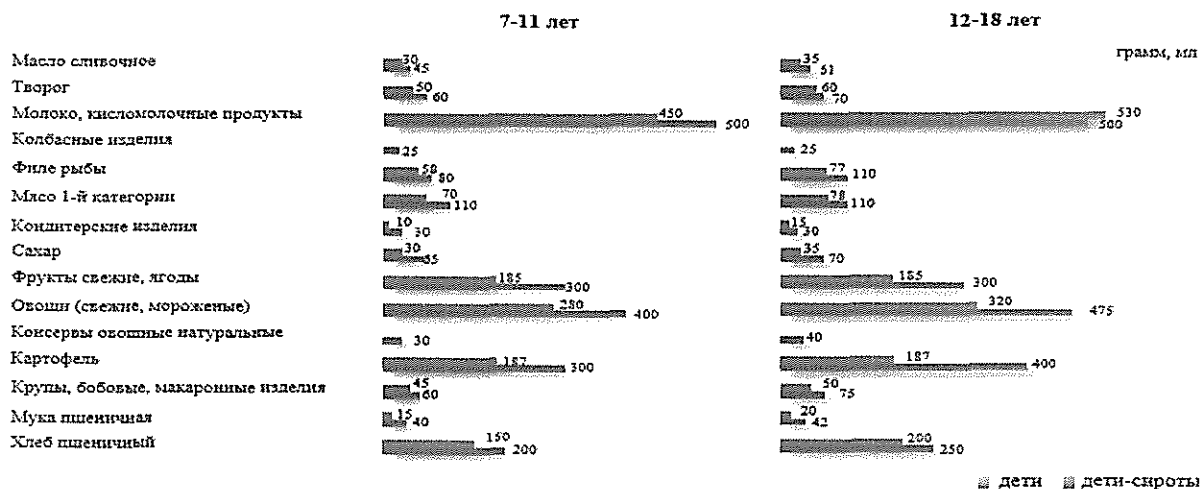 7-11 лет 12-18 лет
грамм, мл
Масло сливочное 30 45 35 51
Творог 50 60 60 70
Молоко, кисломолочные продукты 450 500 530 500
Колбасные изделия 25 25
Филе рыбы 58 80 77 110
Мясо 1-й категории 70 110 78 110
Кондитерские изделия 10 30 15 30
Сахар 30 65 35 70
Фрукты свежие, ягоды 185 300 185 300
Овощи (свежие, мороженые) 280 400 320 475
Консервы овощные натуральные 30 40
Картофель 187 300 187 400
Крупы, бобовые, макаронные изделия 45 60 50 75
Мука пшеничная 15 40 20 42
Хлеб пшеничный 150 200 200 250
дети дети-сироты